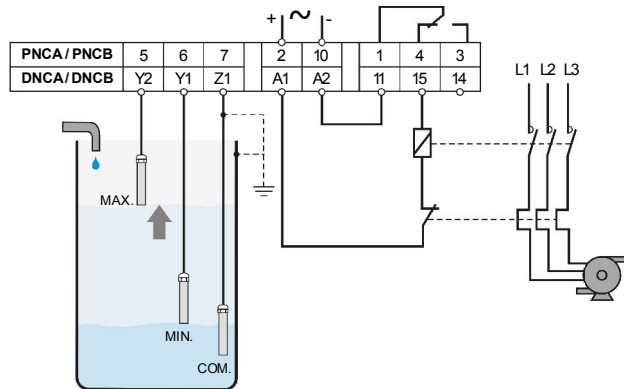 + ~ -
PNCA / PNCB 5 6 7 2 10 1 4 3
DNCA / DNCB Y2 Y1 Z1 A1 A2 11 15 14
L1 L2 L3
MAX.
MIN.
COM.